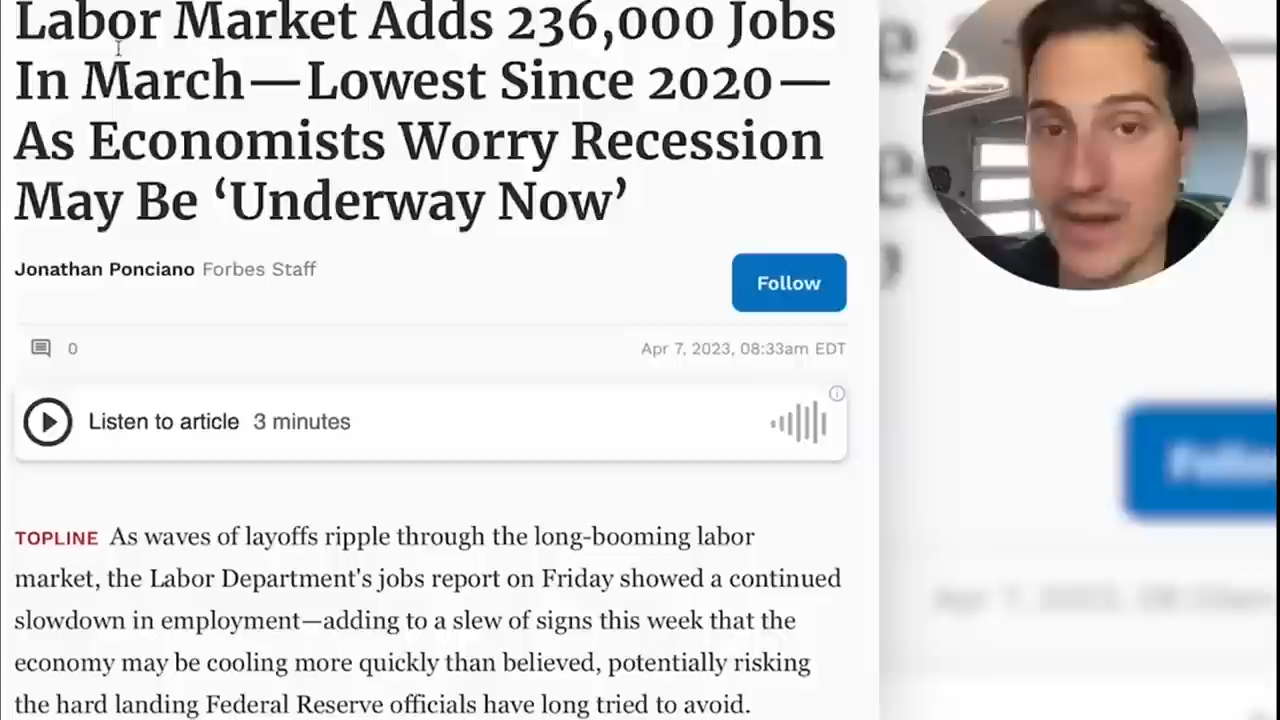 Labor Market Adds 236,000 Jobs
In March—Lowest Since 2020—
As Economists Worry Recession
May Be ‘Underway Now’
Jonathan Ponciano Forbes Staff
Follow
0
Apr 7, 2023, 08:33am EDT
Listen to article 3 minutes
TOPLINE As waves of layoffs ripple through the long-booming labor
market, the Labor Department's jobs report on Friday showed a continued
slowdown in employment—adding to a slew of signs this week that the
economy may be cooling more quickly than believed, potentially risking
the hard landing Federal Reserve officials have long tried to avoid.